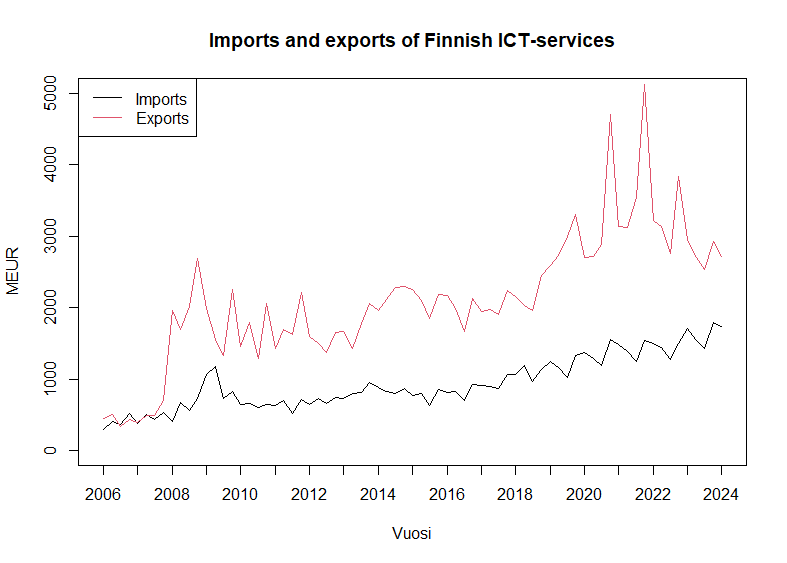 Imports and exports of Finnish ICT-services
Imports
Exports
5000
4000
3000
2000
1000
0
MEUR
2006 2008 2010 2012 2014 2016 2018 2020 2022 2024
Vuosi